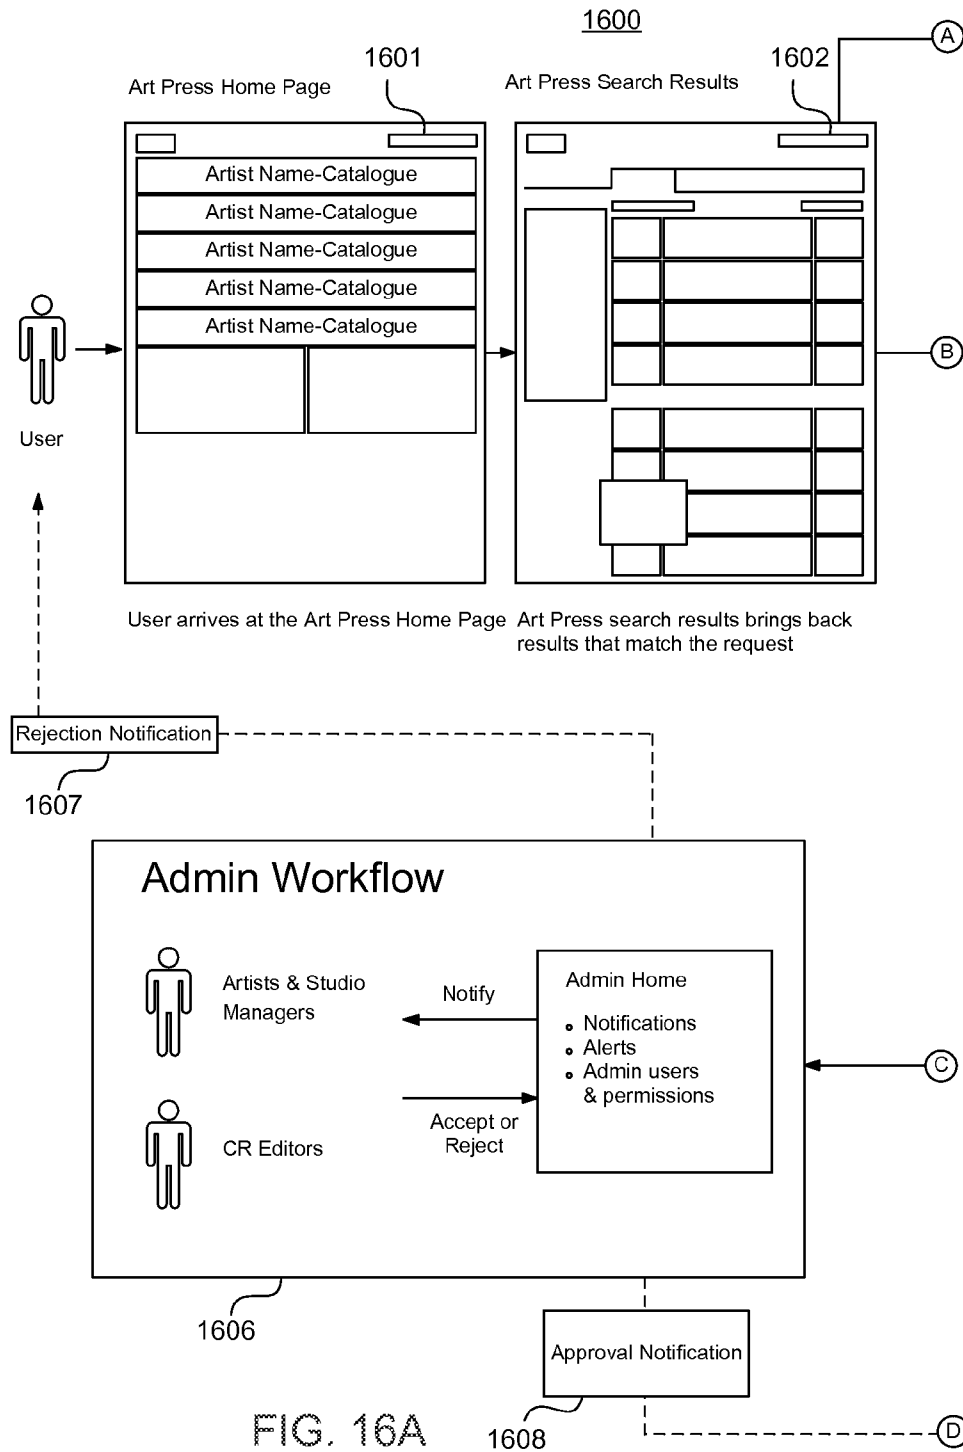 1600
A
1601
1602
Art Press Home Page
Art Press Search Results
Artist Name-Catalogue
Artist Name-Catalogue
Artist Name-Catalogue
Artist Name-Catalogue
Artist Name-Catalogue
B
User
User arrives at the Art Press Home Page
Art Press search results brings back
results that match the request
Rejection Notification
1607
Admin Workflow
Artists & Studio
Managers
Notify
Admin Home
Notifications
Alerts
Admin users
& permissions
C
Accept or
Reject
CR Editors
1606
Approval Notification
1608
D
FIG. 16A